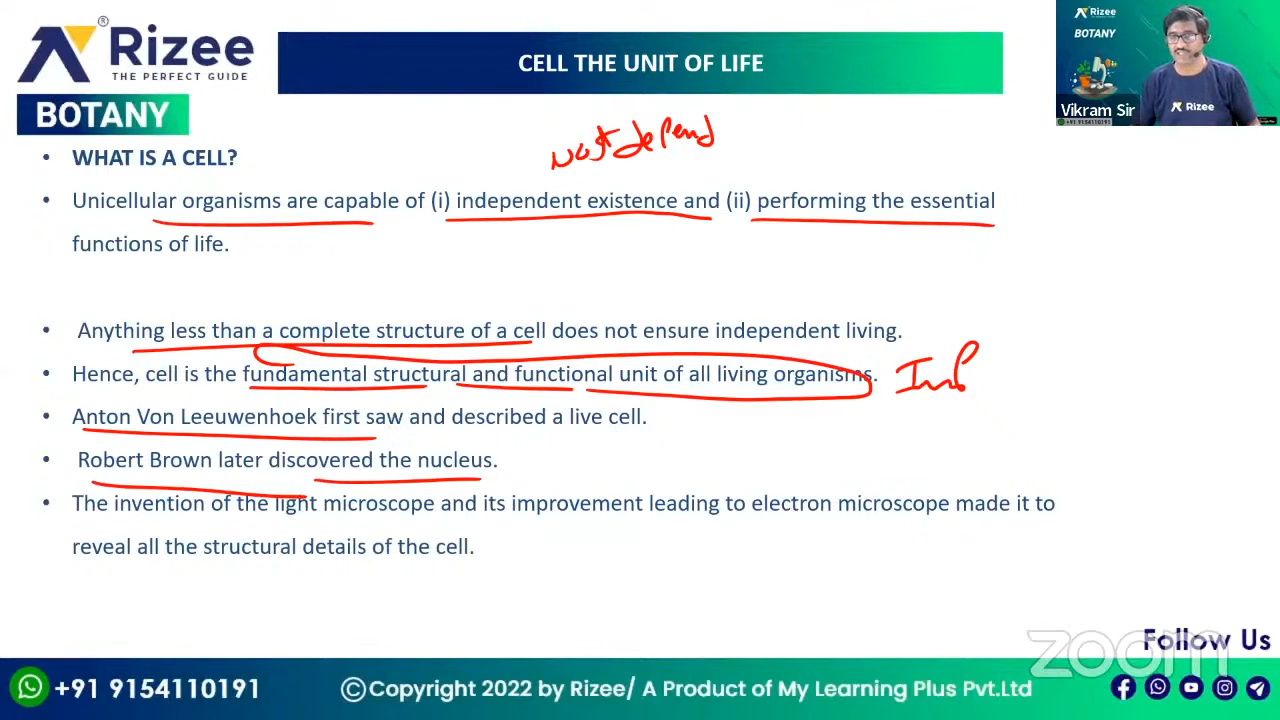 Rizee®
THE PERFECT GUIDE
BOTANY
CELL THE UNIT OF LIFE
Rizee
BOTANY
Rizee
Vikram Sir
+91 9154110191
not depend
• WHAT IS A CELL?
• Unicellular organisms are capable of (i) independent existence and (ii) performing the essential
functions of life.
• Anything less than a complete structure of a cell does not ensure independent living.
• Hence, cell is the fundamental structural and functional unit of all living organisms.
Imp
• Anton Von Leeuwenhoek first saw and described a live cell.
• Robert Brown later discovered the nucleus.
• The invention of the light microscope and its improvement leading to electron microscope made it to
reveal all the structural details of the cell.
zoom
Follow Us
+91 9154110191
©Copyright 2022 by Rizee/ A Product of My Learning Plus Pvt.Ltd